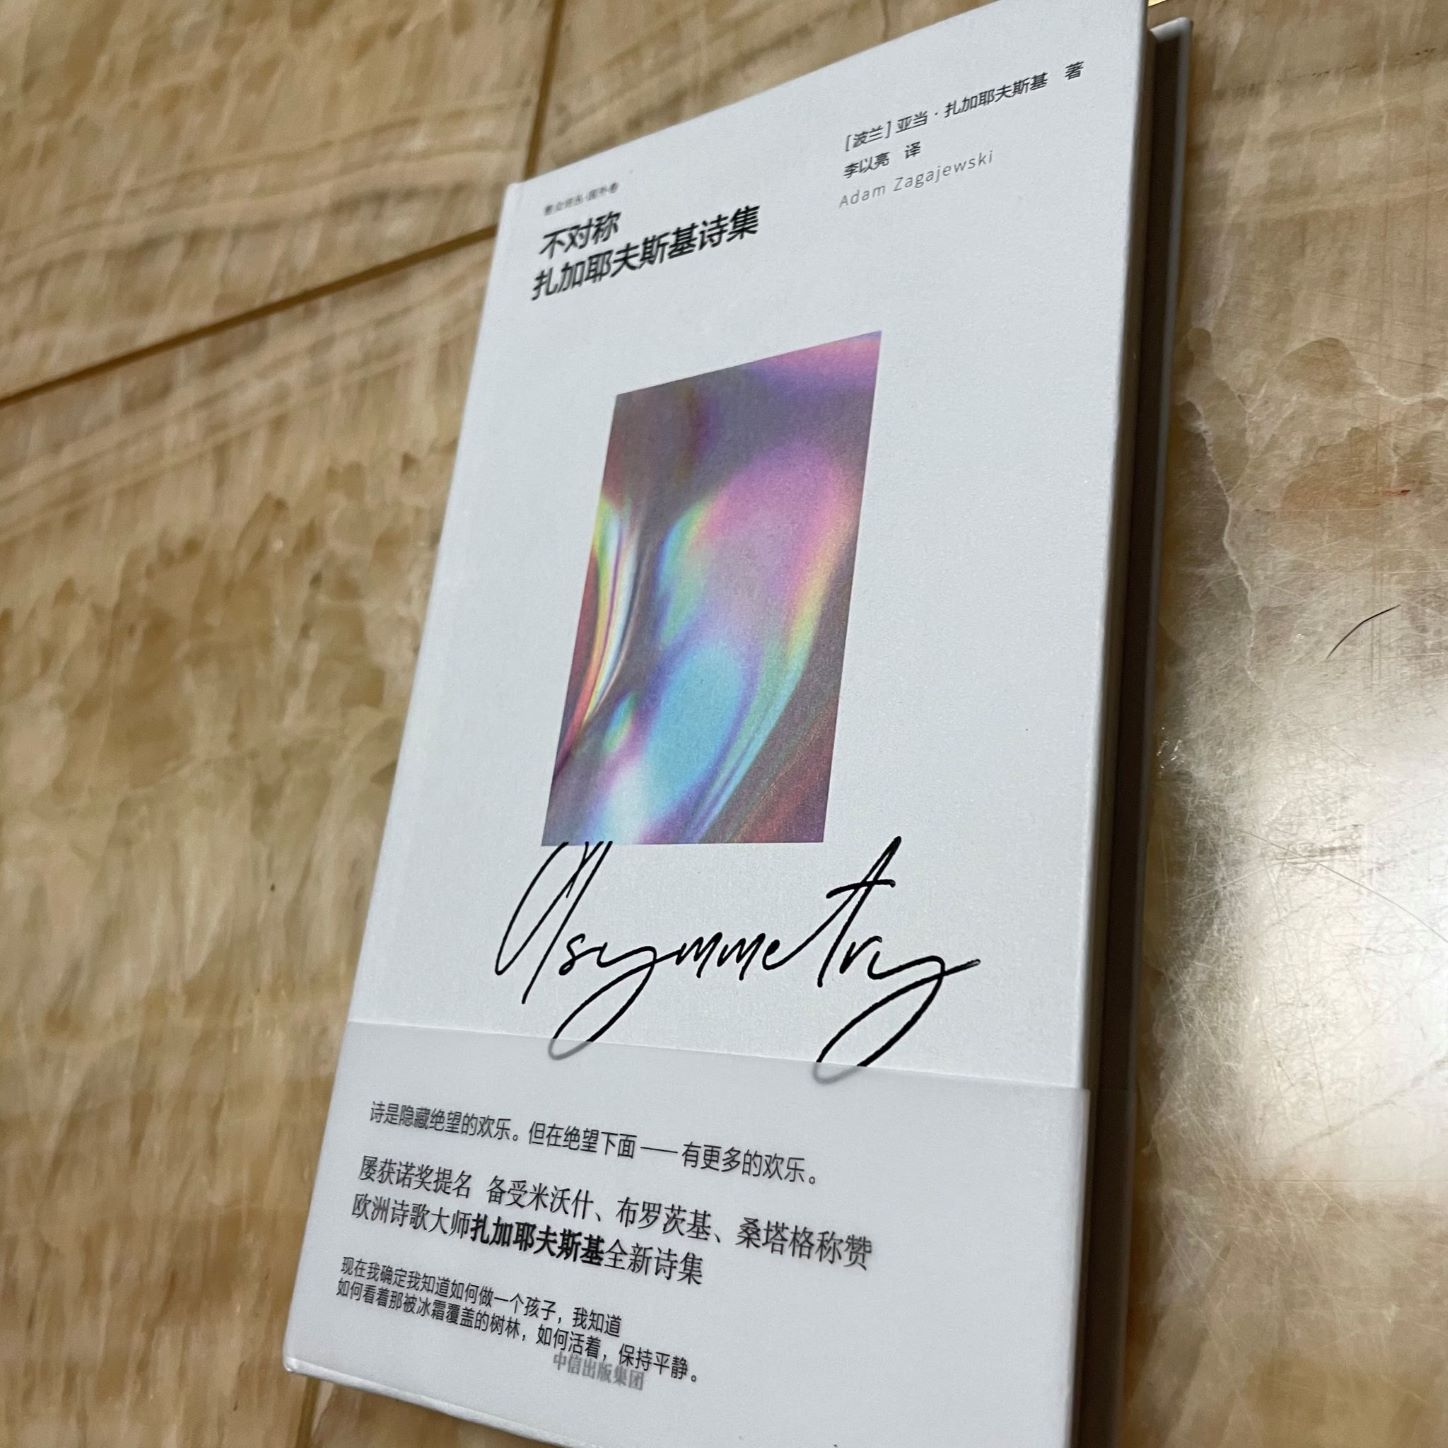 不对称
扎加耶夫斯基诗集
[波兰] 亚当·扎加耶夫斯基 著
李以亮 译
Adam Zagajewski
Asymmetry
诗是隐藏绝望的欢乐。但在绝望下面——有更多的欢乐。
屡获诺奖提名 备受米沃什、布罗茨基、桑塔格称赞
欧洲诗歌大师扎加耶夫斯基全新诗集
现在我确定我知道如何做一个孩子，我知道
如何看着那被冰霜覆盖的树林，如何活着，保持平静。
中信出版集团